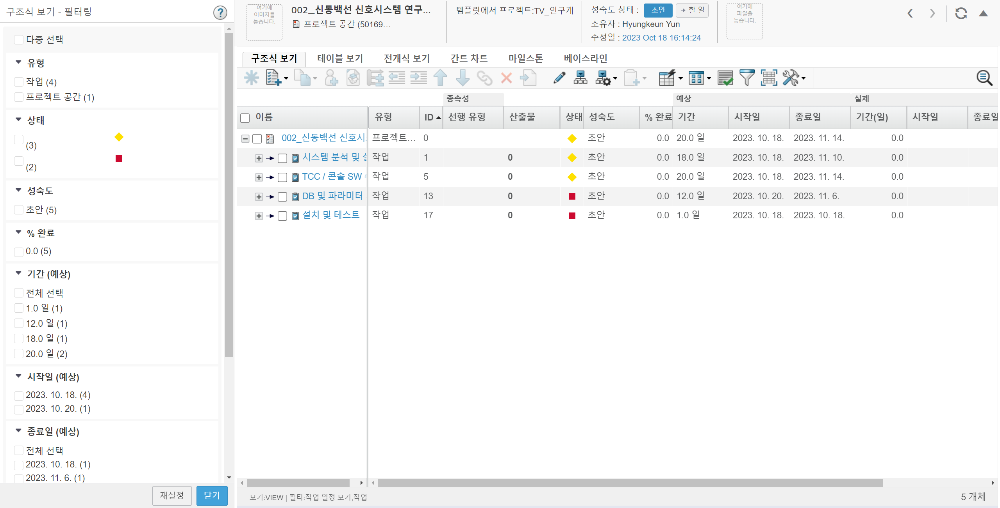 구조식 보기 - 필터링
?
다중 선택
유형
작업 (4)
프로젝트 공간 (1)
상태
(3)
(2)
성숙도
초안 (5)
% 완료
0.0 (5)
기간 (예상)
전체 선택
1.0 일 (1)
12.0 일 (1)
18.0 일 (1)
20.0 일 (2)
시작일 (예상)
2023. 10. 18. (4)
2023. 10. 20. (1)
종료일 (예상)
전체 선택
2023. 10. 18. (1)
2023. 11. 6. (1)
재설정
닫기
여기에
이미지를
놓습니다.
002_신동백선 신호시스템 연구...
프로젝트 공간 (50169...
템플릿에서 프로젝트:TV_연구개
성숙도 상태 : 초안 할 일
소유자 : Hyungkeun Yun
수정일 : 2023 Oct 18 16:14:24
여기에
파일을
놓습니다.
구조식 보기 테이블 보기 전개식 보기 간트 차트 마일스톤 베이스라인
종속성 예상 실제
이름 유형 ID 선행 유형 산출물 상태 성숙도 % 완료 기간 시작일 종료일 기간(일) 시작일 종료일
002_신동백선 신호시. 프로젝트... 0 초안 0.0 20.0 일 2023. 10. 18. 2023. 11. 14. 0.0
시스템 분석 및 작업 1 0 초안 0.0 18.0 일 2023. 10. 18. 2023. 11. 10. 0.0
TCC / 콘솔 SW 작업 5 0 초안 0.0 20.0 일 2023. 10. 18. 2023. 11. 14. 0.0
DB 및 파라미터 작업 13 0 초안 0.0 12.0 일 2023. 10. 20. 2023. 11. 6. 0.0
설치 및 테스트 작업 17 0 초안 0.0 1.0 일 2023. 10. 18. 2023. 10. 18. 0.0
보기:VIEW | 필터:작업 일정 보기,작업
5 개체